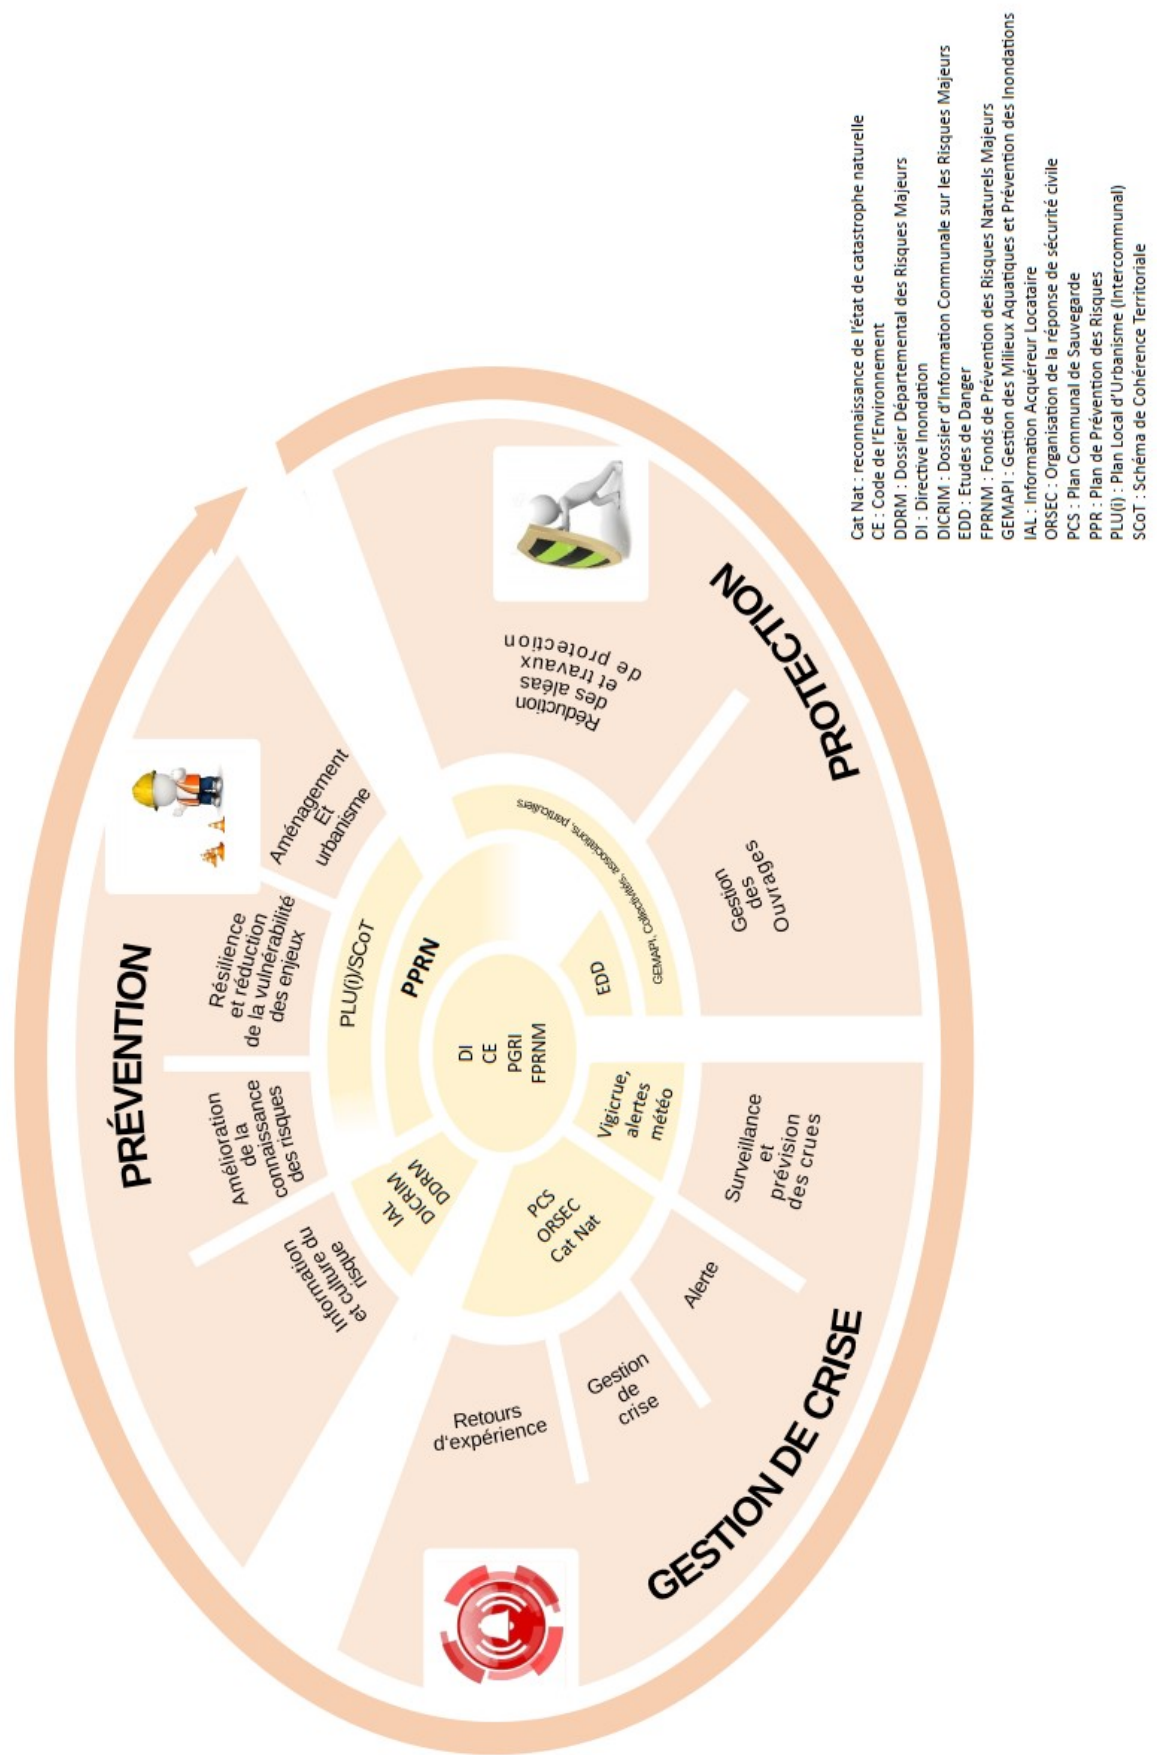 PRÉVENTION
Information
et culture du
risque
Amélioration
de la
connaissance
des risques
Résilience
et réduction
de la vulnérabilité
des enjeux
Aménagement
Et
urbanisme
PLU(i)/SCoT
PPRN
IAL
DICRIM
DDRM
DI
CE
PGRI
FPRNM
EDD
GEMAPI, Collectivités, associations, particuliers
Vigicrue,
alertes
météo
PCS
ORSEC
Cat Nat
Réduction
des aléas
et travaux
de protection
PROTECTION
Gestion
des
Ouvrages
Surveillance
et
prévision
des crues
Alerte
Gestion
de
crise
Retours
d'expérience
GESTION DE CRISE
Cat Nat : reconnaissance de l'état de catastrophe naturelle
CE : Code de l'Environnement
DDRM : Dossier Départemental des Risques Majeurs
DI : Directive Inondation
DICRIM : Dossier d'Information Communale sur les Risques Majeurs
EDD : Etudes de Danger
FPRNM : Fonds de Prévention des Risques Naturels Majeurs
GEMAPI : Gestion des Milieux Aquatiques et Prévention des Inondations
IAL : Information Acquéreur Locataire
ORSEC : Organisation de la réponse de sécurité civile
PCS : Plan Communal de Sauvegarde
PPR : Plan de Prévention des Risques
PLU(i) : Plan Local d'Urbanisme (Intercommunal)
SCoT : Schéma de Cohérence Territoriale